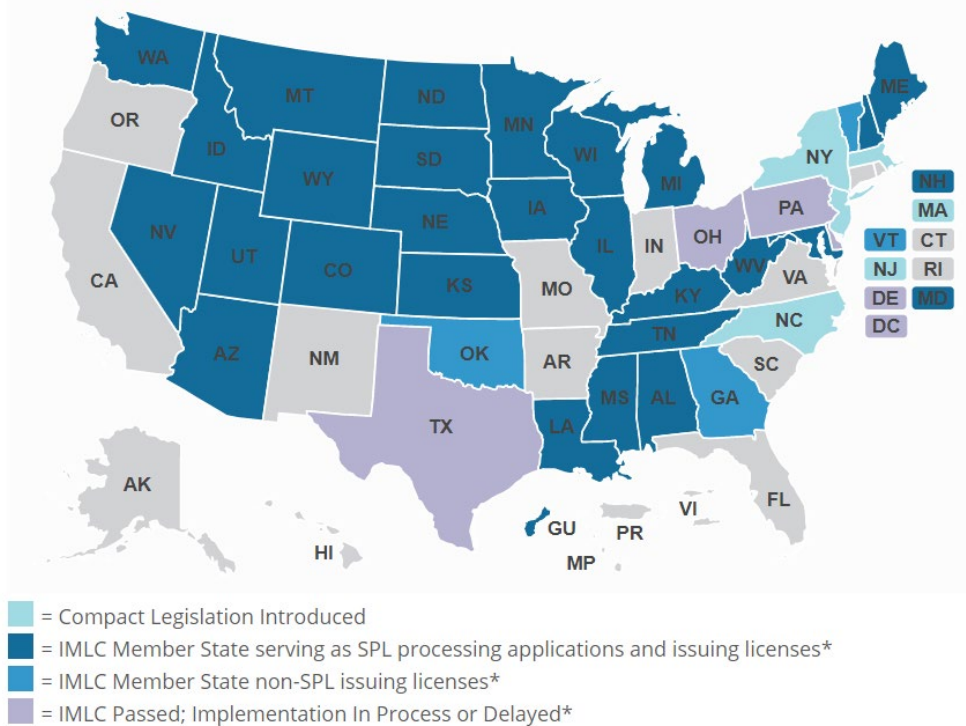 WA
ME
MT
ND
MN
OR
ID
SD
WI
NY
WY
MI
NH
IA
PA
MA
NE
NV
IL
IN
OH
VT
CT
UT
CO
WV
NJ
RI
CA
KS
MO
KY
VA
DE
MD
NC
DC
TN
AZ
NM
OK
AR
SC
MS
AL
GA
TX
LA
AK
FL
VI
GU
PR
HI
MP
= Compact Legislation Introduced
= IMLC Member State serving as SPL processing applications and issuing licenses*
= IMLC Member State non-SPL issuing licenses*
= IMLC Passed; Implementation In Process or Delayed*